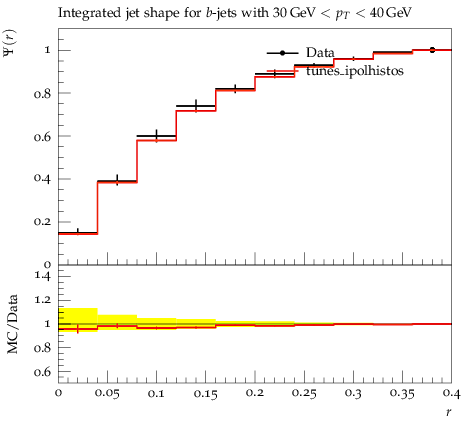 Integrated jet shape for b-jets with 30 GeV < p_T < 40 GeV
Ψ(r)
Data
tunes_ipolhistos
1
0.8
0.6
0.4
0.2
0
MC/Data
1.4
1.2
1
0.8
0.6
0 0.05 0.1 0.15 0.2 0.25 0.3 0.35 0.4
r